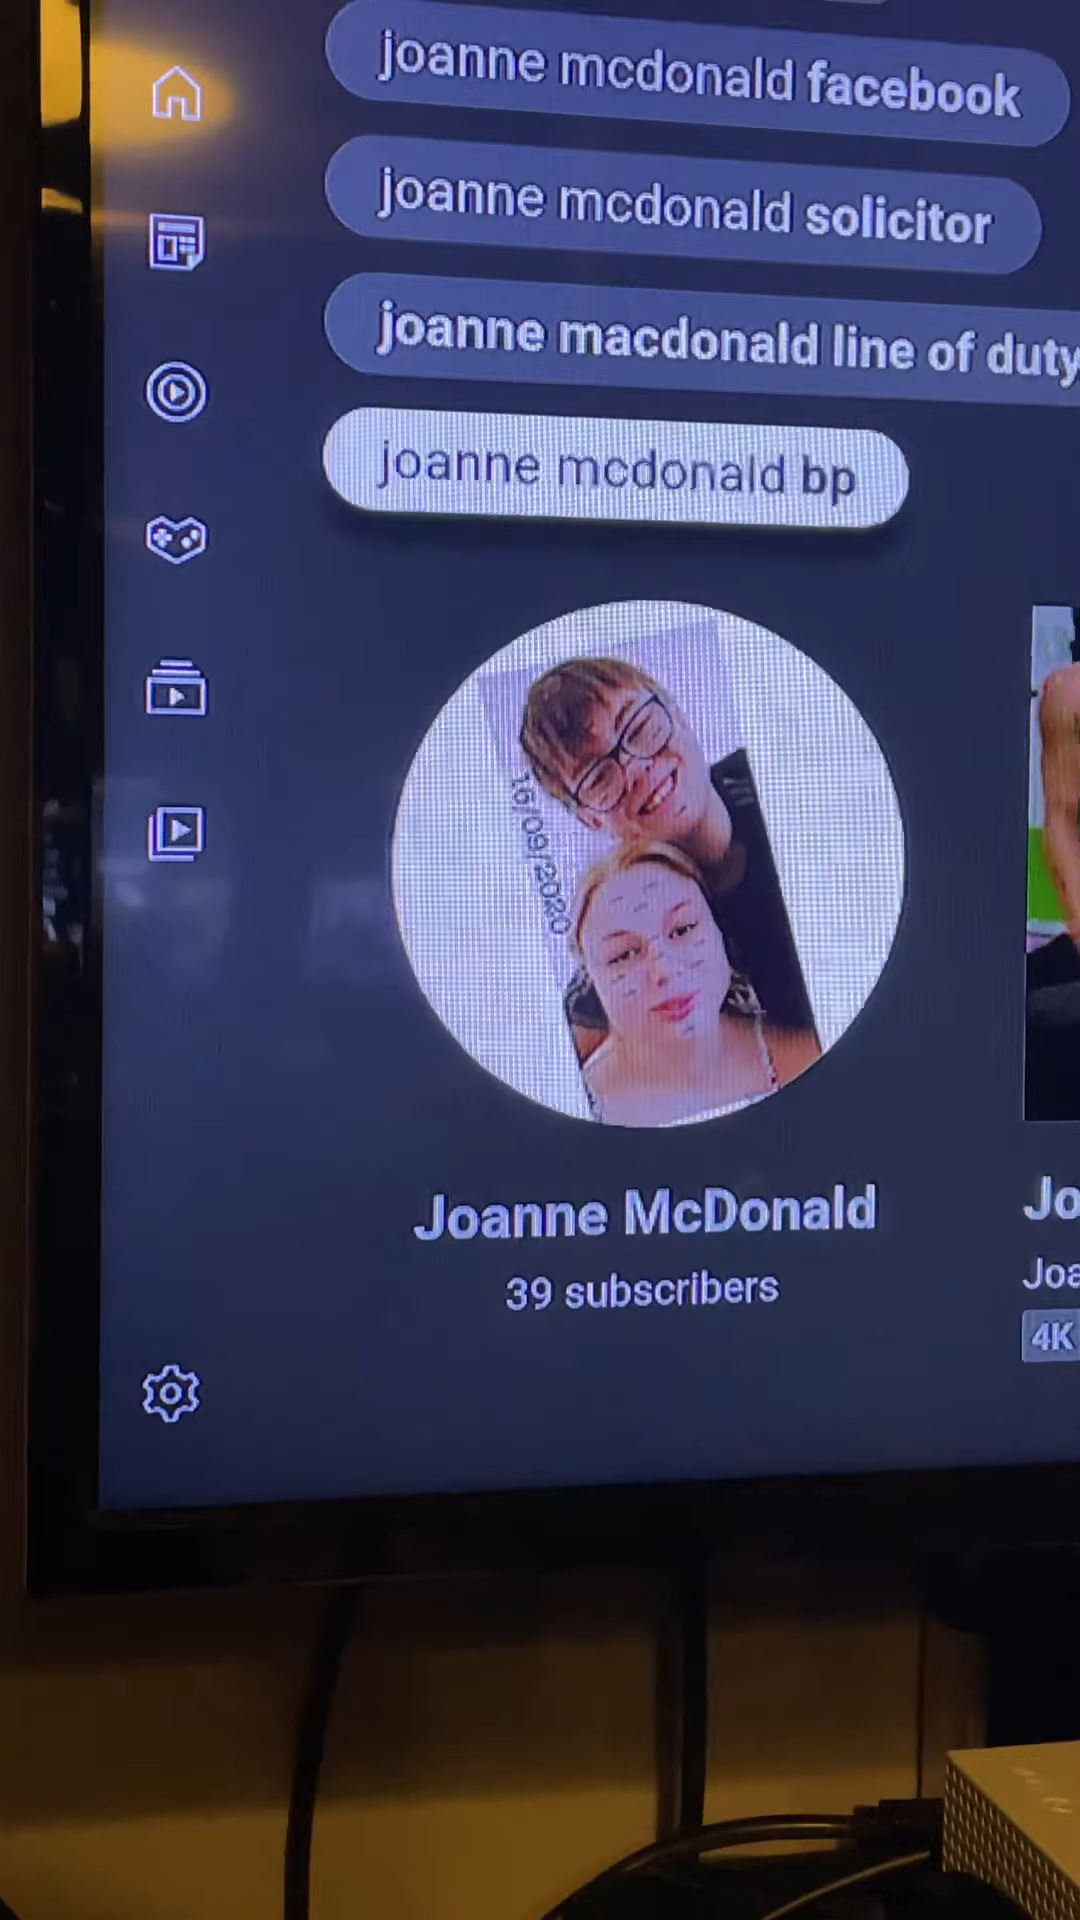 joanne mcdonald facebook
joanne mcdonald solicitor
joanne macdonald line of duty
joanne mcdonald bp
16/09/2020
Joanne McDonald
39 subscribers
Jo
Joa
4K